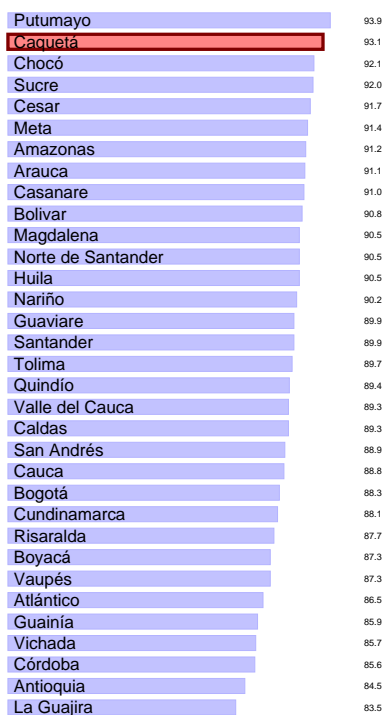 Putumayo 93.9
Caquetá 93.1
Chocó 92.1
Sucre 92.0
Cesar 91.7
Meta 91.4
Amazonas 91.2
Arauca 91.1
Casanare 91.0
Bolivar 90.8
Magdalena 90.5
Norte de Santander 90.5
Huila 90.5
Nariño 90.2
Guaviare 89.9
Santander 89.9
Tolima 89.7
Quindío 89.4
Valle del Cauca 89.3
Caldas 89.3
San Andrés 88.9
Cauca 88.8
Bogotá 88.3
Cundinamarca 88.1
Risaralda 87.7
Boyacá 87.3
Vaupés 87.3
Atlántico 86.5
Guainía 85.9
Vichada 85.7
Córdoba 85.6
Antioquia 84.5
La Guajira 83.5